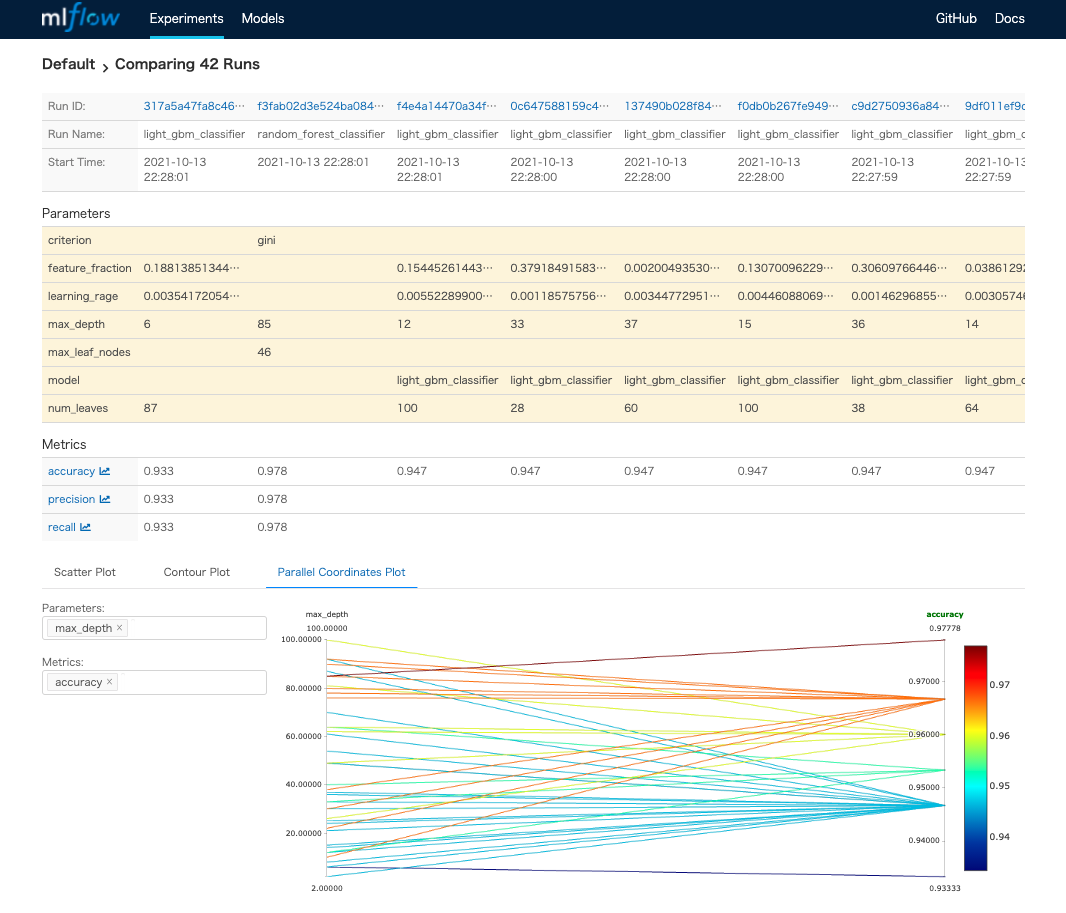 mlflow Experiments Models GitHub Docs
Default > Comparing 42 Runs
Run ID: 317a5a47fa8c46… f3fab02d3e524ba084… f4e4a14470a34f… 0c647588159c4… 137490b028f84… f0db0b267fe949… c9d2750936a84… 9df011ef9c
Run Name: light_gbm_classifier random_forest_classifier light_gbm_classifier light_gbm_classifier light_gbm_classifier light_gbm_classifier light_gbm_classifier light_gbm_c
Start Time: 2021-10-13 2021-10-13 22:28:01 2021-10-13 2021-10-13 2021-10-13 2021-10-13 2021-10-13 2021-10-13
22:28:01 22:28:01 22:28:00 22:28:00 22:28:00 22:27:59 22:27:59
Parameters
criterion gini
feature_fraction 0.18813851344… 0.15445261443… 0.37918491583… 0.00200493530… 0.13070096229… 0.30609766446… 0.03861292
learning_rage 0.00354172054… 0.00552289900… 0.00118575756… 0.00344772951… 0.00446088069… 0.00146296855… 0.00305746
max_depth 6 85 12 33 37 15 36 14
max_leaf_nodes 46
model light_gbm_classifier light_gbm_classifier light_gbm_classifier light_gbm_classifier light_gbm_classifier light_gbm_c
num_leaves 87 100 28 60 100 38 64
Metrics
accuracy 0.933 0.978 0.947 0.947 0.947 0.947 0.947 0.947
precision 0.933 0.978
recall 0.933 0.978
Scatter Plot Contour Plot Parallel Coordinates Plot
Parameters:
max_depth ×
Metrics:
accuracy ×
max_depth accuracy
100.00000 0.97778
100.00000
80.00000
60.00000
40.00000
20.00000
2.00000
0.97000
0.96000
0.95000
0.94000
0.93333
0.97
0.96
0.95
0.94